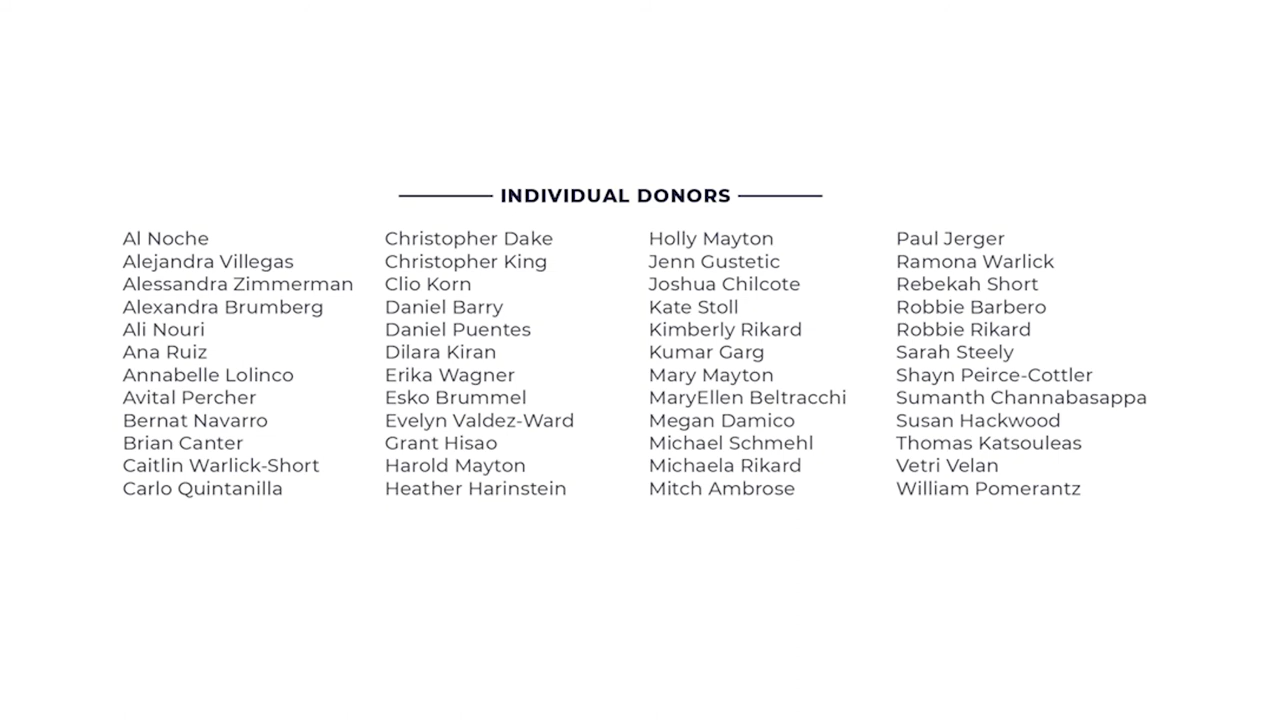 INDIVIDUAL DONORS
Al Noche
Alejandra Villegas
Alessandra Zimmerman
Alexandra Brumberg
Ali Nouri
Ana Ruiz
Annabelle Lolinco
Avital Percher
Bernat Navarro
Brian Canter
Caitlin Warlick-Short
Carlo Quintanilla
Christopher Dake
Christopher King
Clio Korn
Daniel Barry
Daniel Puentes
Dilara Kiran
Erika Wagner
Esko Brummel
Evelyn Valdez-Ward
Grant Hisao
Harold Mayton
Heather Harinstein
Holly Mayton
Jenn Gustetic
Joshua Chilcote
Kate Stoll
Kimberly Rikard
Kumar Garg
Mary Mayton
MaryEllen Beltracchi
Megan Damico
Michael Schmehl
Michaela Rikard
Mitch Ambrose
Paul Jerger
Ramona Warlick
Rebekah Short
Robbie Barbero
Robbie Rikard
Sarah Steely
Shayn Peirce-Cottler
Sumanth Channabasappa
Susan Hackwood
Thomas Katsouleas
Vetri Velan
William Pomerantz